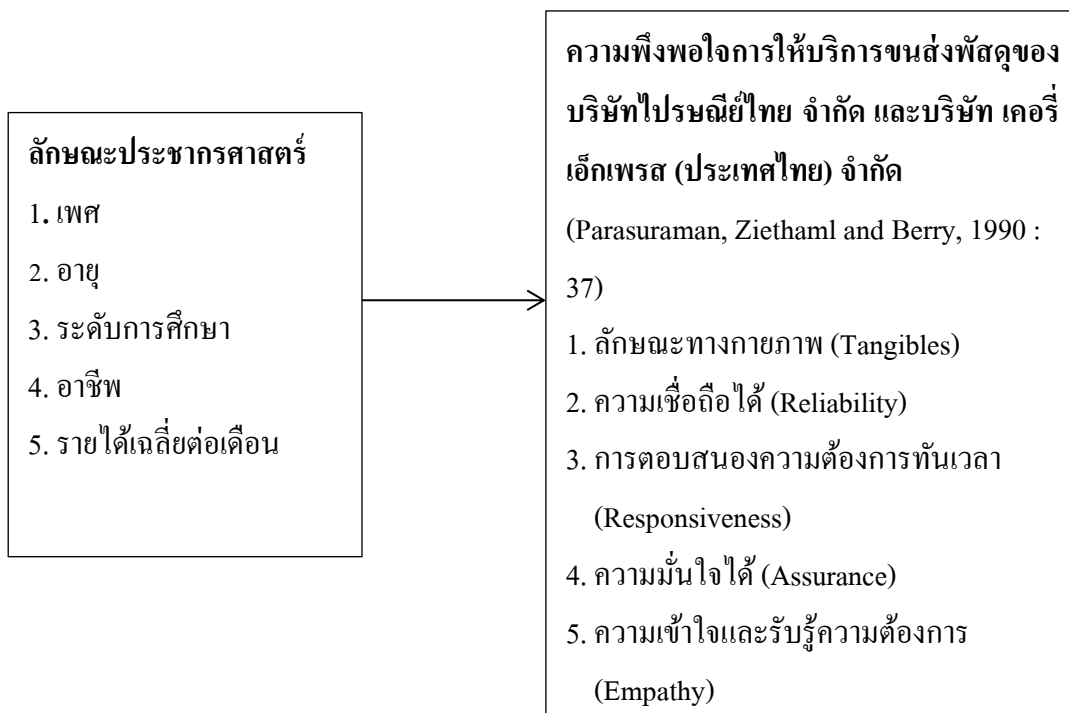 ลักษณะประชากรศาสตร์
1. เพศ
2. อายุ
3. ระดับการศึกษา
4. อาชีพ
5. รายได้เฉลี่ยต่อเดือน
ความพึงพอใจการให้บริการขนส่งพัสดุของ
บริษัทไปรษณีย์ไทย จำกัด และบริษัท เคอรี่
เอ็กเพรส (ประเทศไทย) จำกัด
(Parasuraman, Ziethaml and Berry, 1990 :
37)
1. ลักษณะทางกายภาพ (Tangibles)
2. ความเชื่อถือได้ (Reliability)
3. การตอบสนองความต้องการทันเวลา
(Responsiveness)
4. ความมั่นใจได้ (Assurance)
5. ความเข้าใจและรับรู้ความต้องการ
(Empathy)